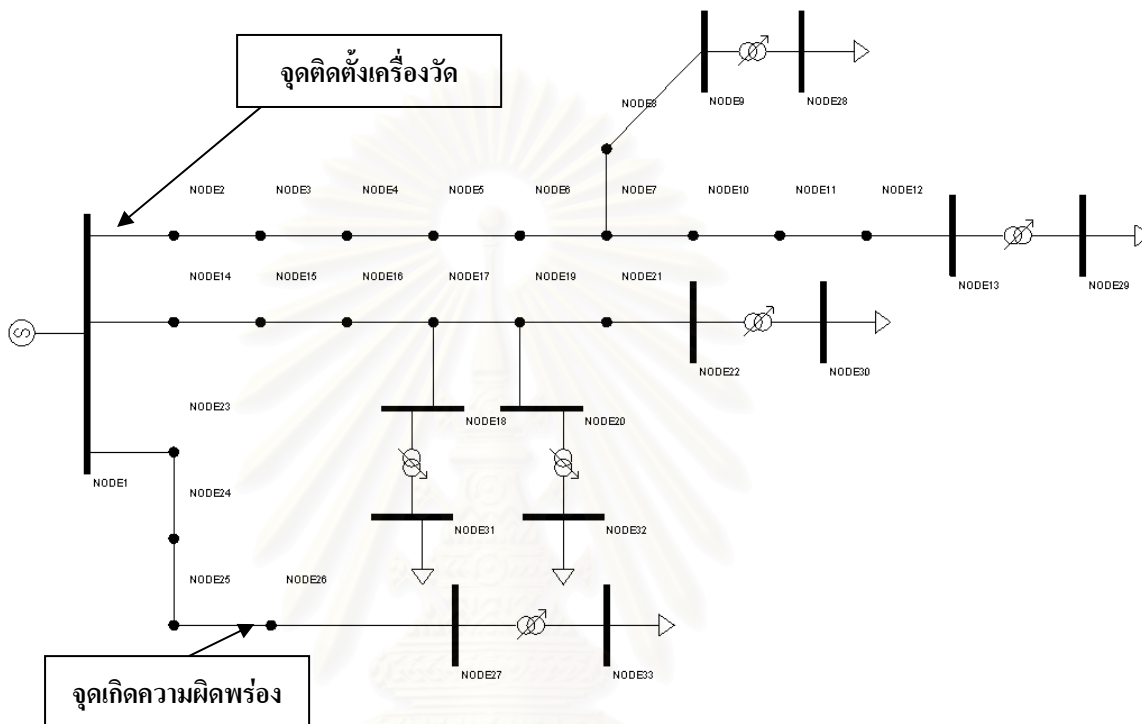 จุดติดตั้งเครื่องวัด
NODE8
NODE9
NODE28
NODE2 NODE3 NODE4 NODE5 NODE6 NODE7 NODE10 NODE11 NODE12
NODE14 NODE15 NODE16 NODE17 NODE19 NODE21
NODE13
NODE29
S
NODE22
NODE30
NODE23
NODE18
NODE20
NODE1
NODE24
NODE31
NODE32
NODE25 NODE26
NODE27
NODE33
จุดเกิดความผิดพร่อง